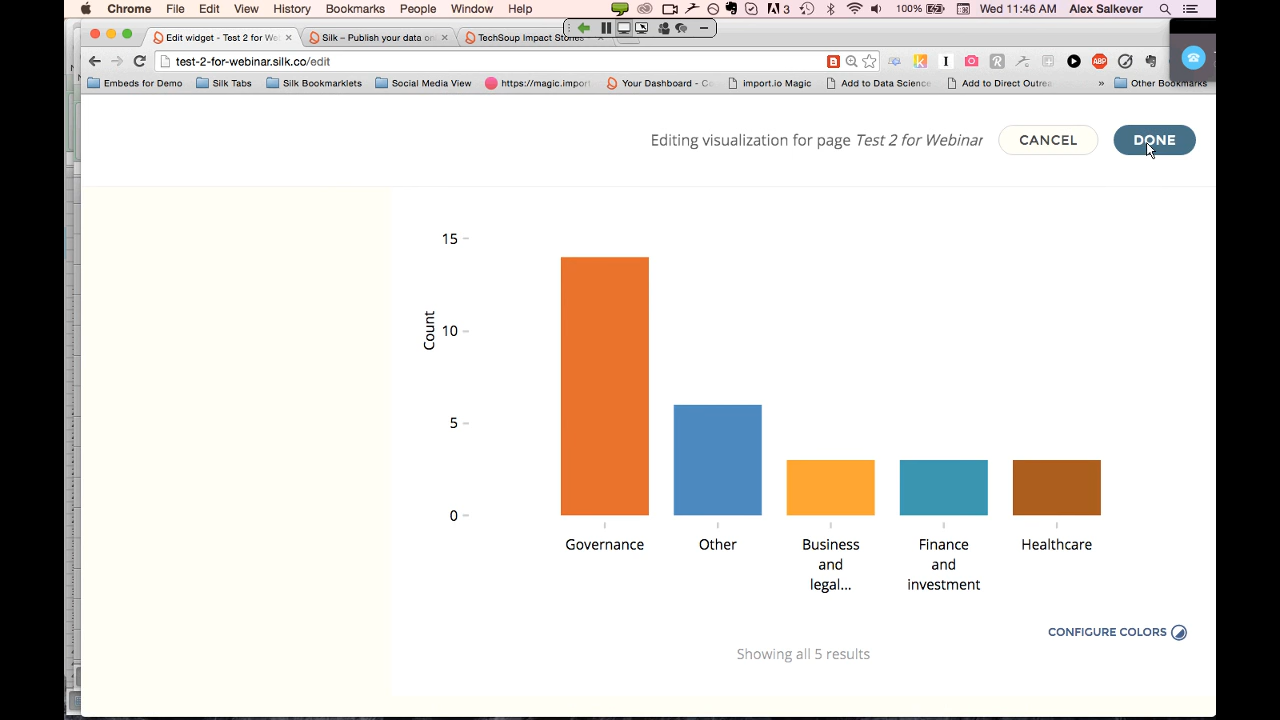 Chrome File Edit View History Bookmarks People Window Help 3 100% Wed 11:46 AM Alex Salkever
Edit widget - Test 2 for We Silk – Publish your data on TechSoup Impact Stories
test-2-for-webinar.silk.co/edit
Embeds for Demo Silk Tabs Silk Bookmarklets Social Media View https://magic.import Your Dashboard - Co import.io Magic Add to Data Science Add to Direct Outrea » Other Bookmarks
Editing visualization for page Test 2 for Webinar CANCEL DONE
15
10
5
0
Count
Governance Other Business and legal... Finance and investment Healthcare
CONFIGURE COLORS
Showing all 5 results